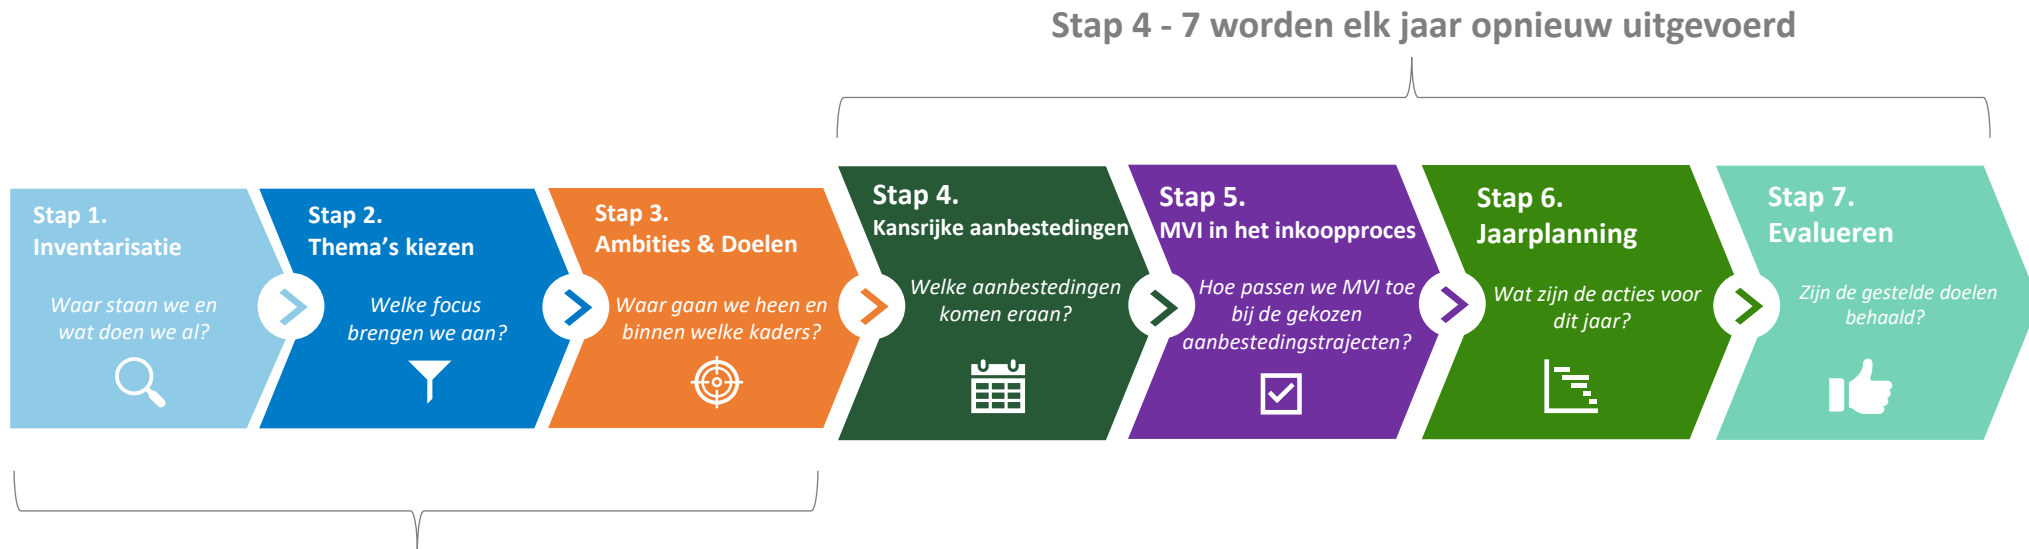 Stap 4 - 7 worden elk jaar opnieuw uitgevoerd
Stap 1.
Inventarisatie
Waar staan we en
wat doen we al?
Stap 2.
Thema's kiezen
Welke focus
brengen we aan?
Stap 3.
Ambities & Doelen
Waar gaan we heen en
binnen welke kaders?
Stap 4.
Kansrijke aanbestedingen
Welke aanbestedingen
komen eraan?
Stap 5.
MVI in het inkoopproces
Hoe passen we MVI toe
bij de gekozen
aanbestedingstrajecten?
Stap 6.
Jaarplanning
Wat zijn de acties voor
dit jaar?
Stap 7.
Evalueren
Zijn de gestelde doelen
behaald?